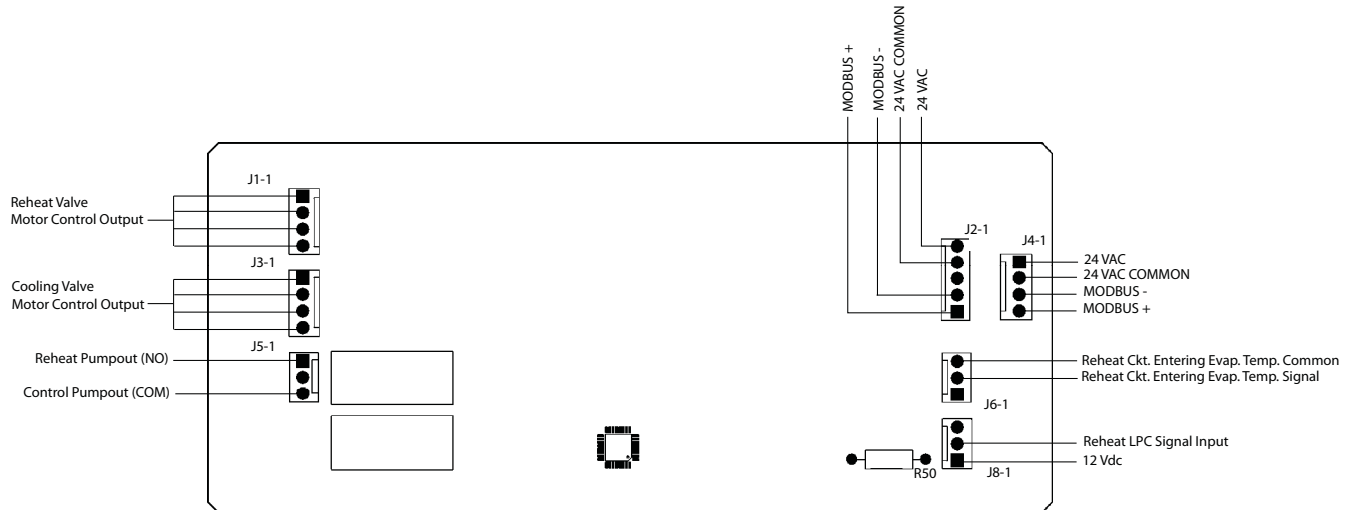 MODBUS +
MODBUS -
24 VAC COMMON
24 VAC
J1-1
Reheat Valve
Motor Control Output
J3-1
Cooling Valve
Motor Control Output
J5-1
Reheat Pumpout (NO)
Control Pumpout (COM)
J2-1
J4-1
24 VAC
24 VAC COMMON
MODBUS -
MODBUS +
Reheat Ckt. Entering Evap. Temp. Common
Reheat Ckt. Entering Evap. Temp. Signal
J6-1
Reheat LPC Signal Input
12 Vdc
J8-1
R50